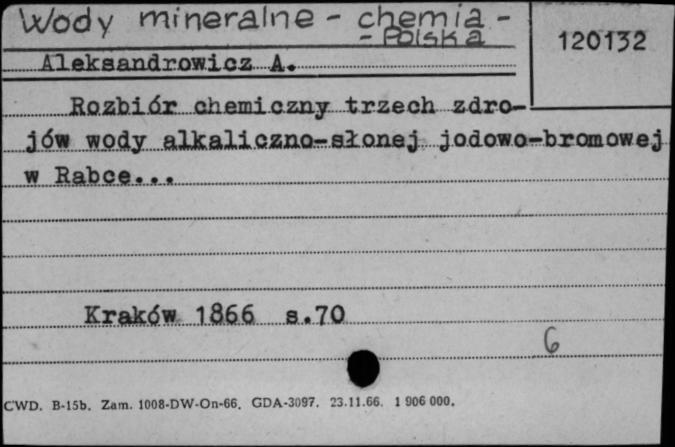 Wody mineralne - chemia -
- Polska
120132
Aleksandrowicz A.
Rozbiór chemiczny trzech zdro-
jów wody alkaliczno-słonej jodowo-bromowej
w Rabce...
Kraków 1866 s.70
6
CWD. B-15b. Zam. 1008-DW-On-66. GDA-3097. 23.11.66. 1 906 000.